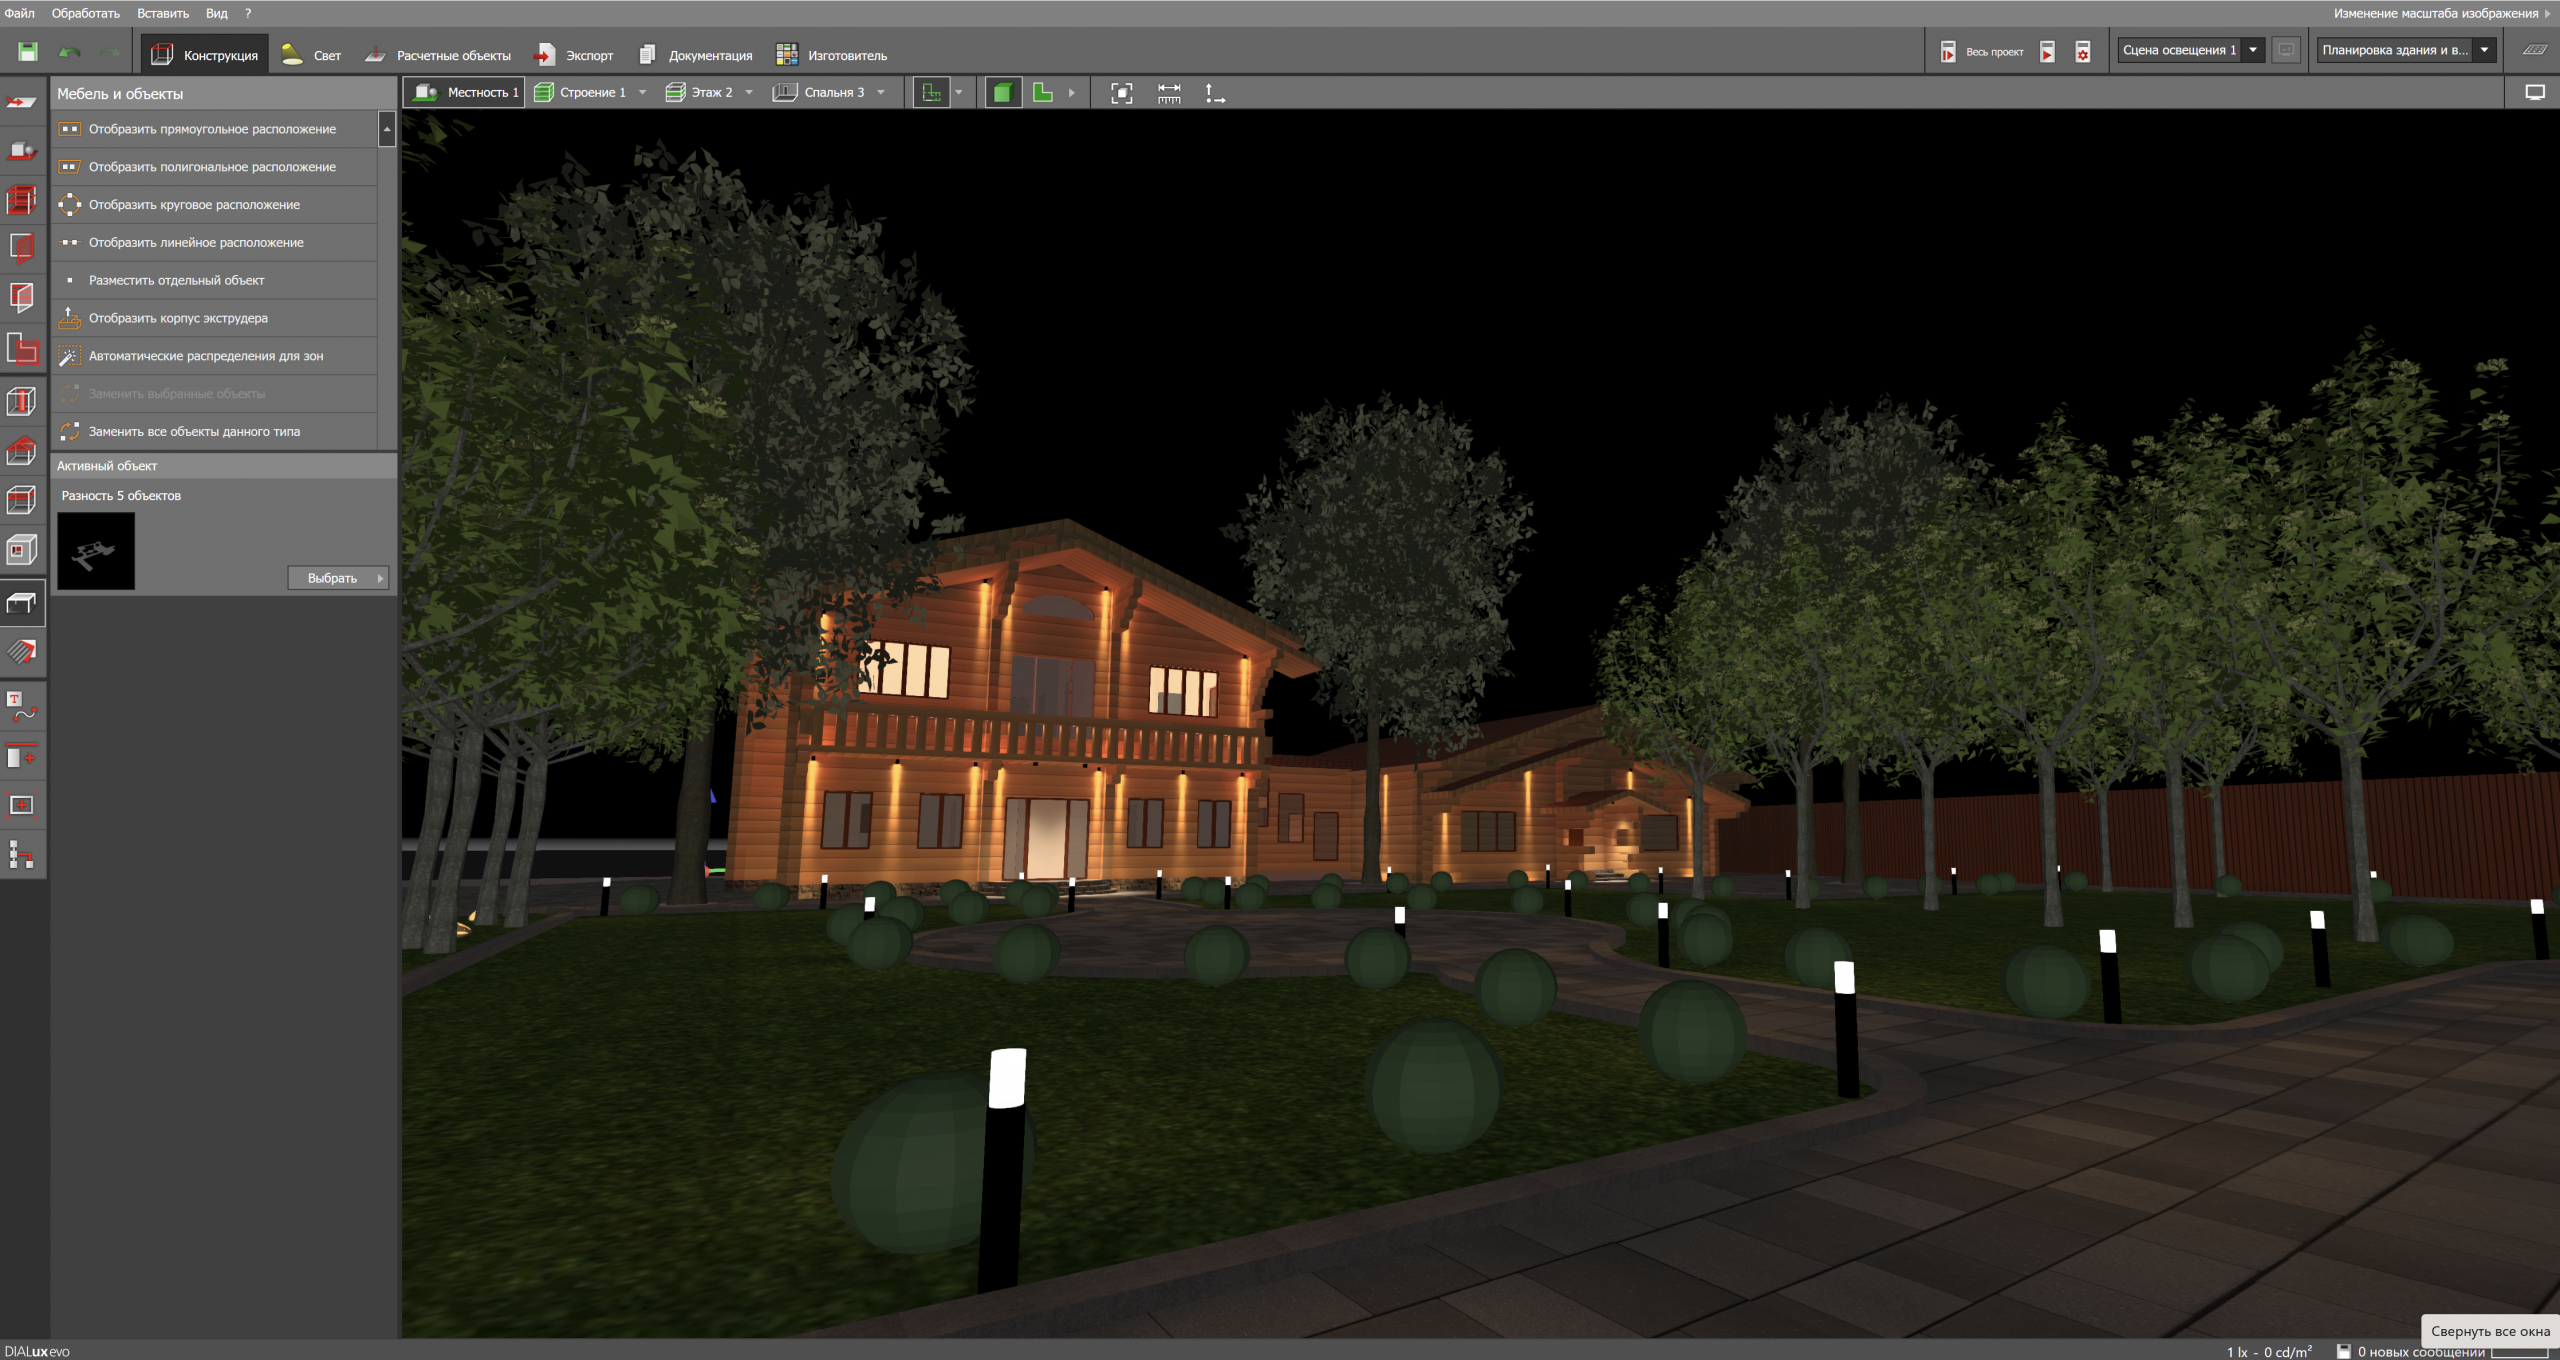 Файл Обработать Вставить Вид ? Изменение масштаба изображения
Конструкция Свет Расчетные объекты Экспорт Документация Изготовитель Весь проект Сцена освещения 1 Планировка здания и в...
Мебель и объекты
Местность 1 Строение 1 Этаж 2 Спальня 3
Отобразить прямоугольное расположение
Отобразить полигональное расположение
Отобразить круговое расположение
Отобразить линейное расположение
Разместить отдельный объект
Отобразить корпус экструдера
Автоматические распределения для зон
Заменить выбранные объекты
Заменить все объекты данного типа
Активный объект
Разность 5 объектов
Выбрать
Свернуть все окна
DIALux evo 1 lx - 0 cd/m² 0 новых сообщений